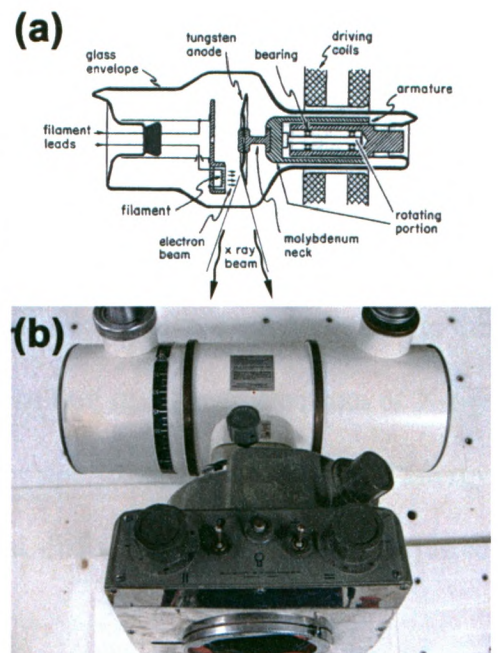 (a)
tungsten
anode
driving
coils
glass
envelope
bearing
armature
filament
leads
filament
rotating
portion
electron
beam
x ray
beam
molybdenum
neck
(b)